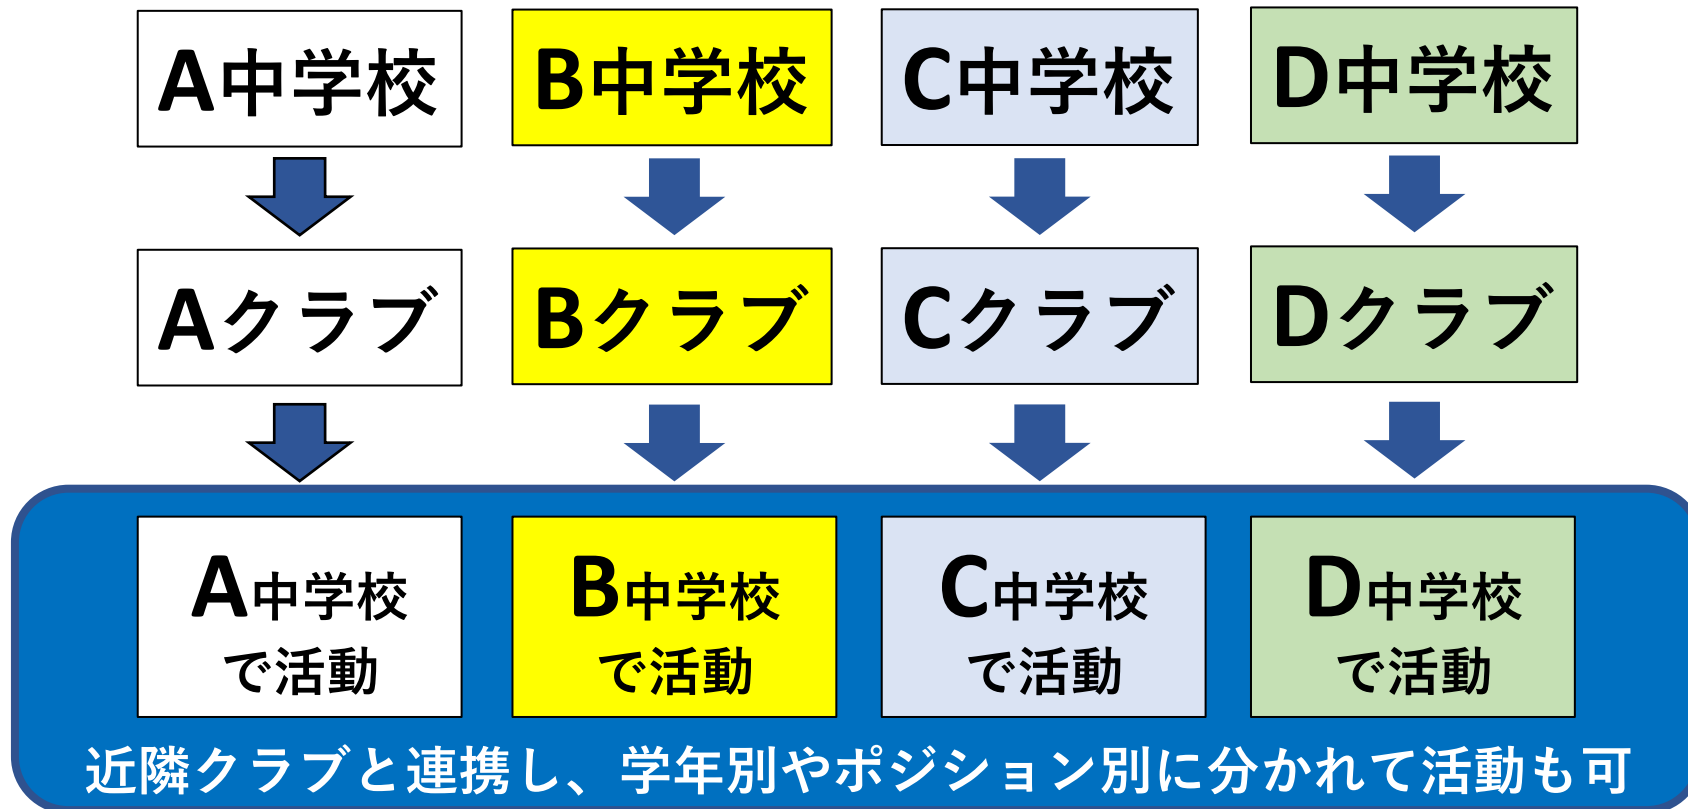 A中学校
B中学校
C中学校
D中学校
Aクラブ
Bクラブ
Cクラブ
Dクラブ
A中学校
で活動
B中学校
で活動
C中学校
で活動
D中学校
で活動
近隣クラブと連携し、学年別やポジション別に分かれて活動も可